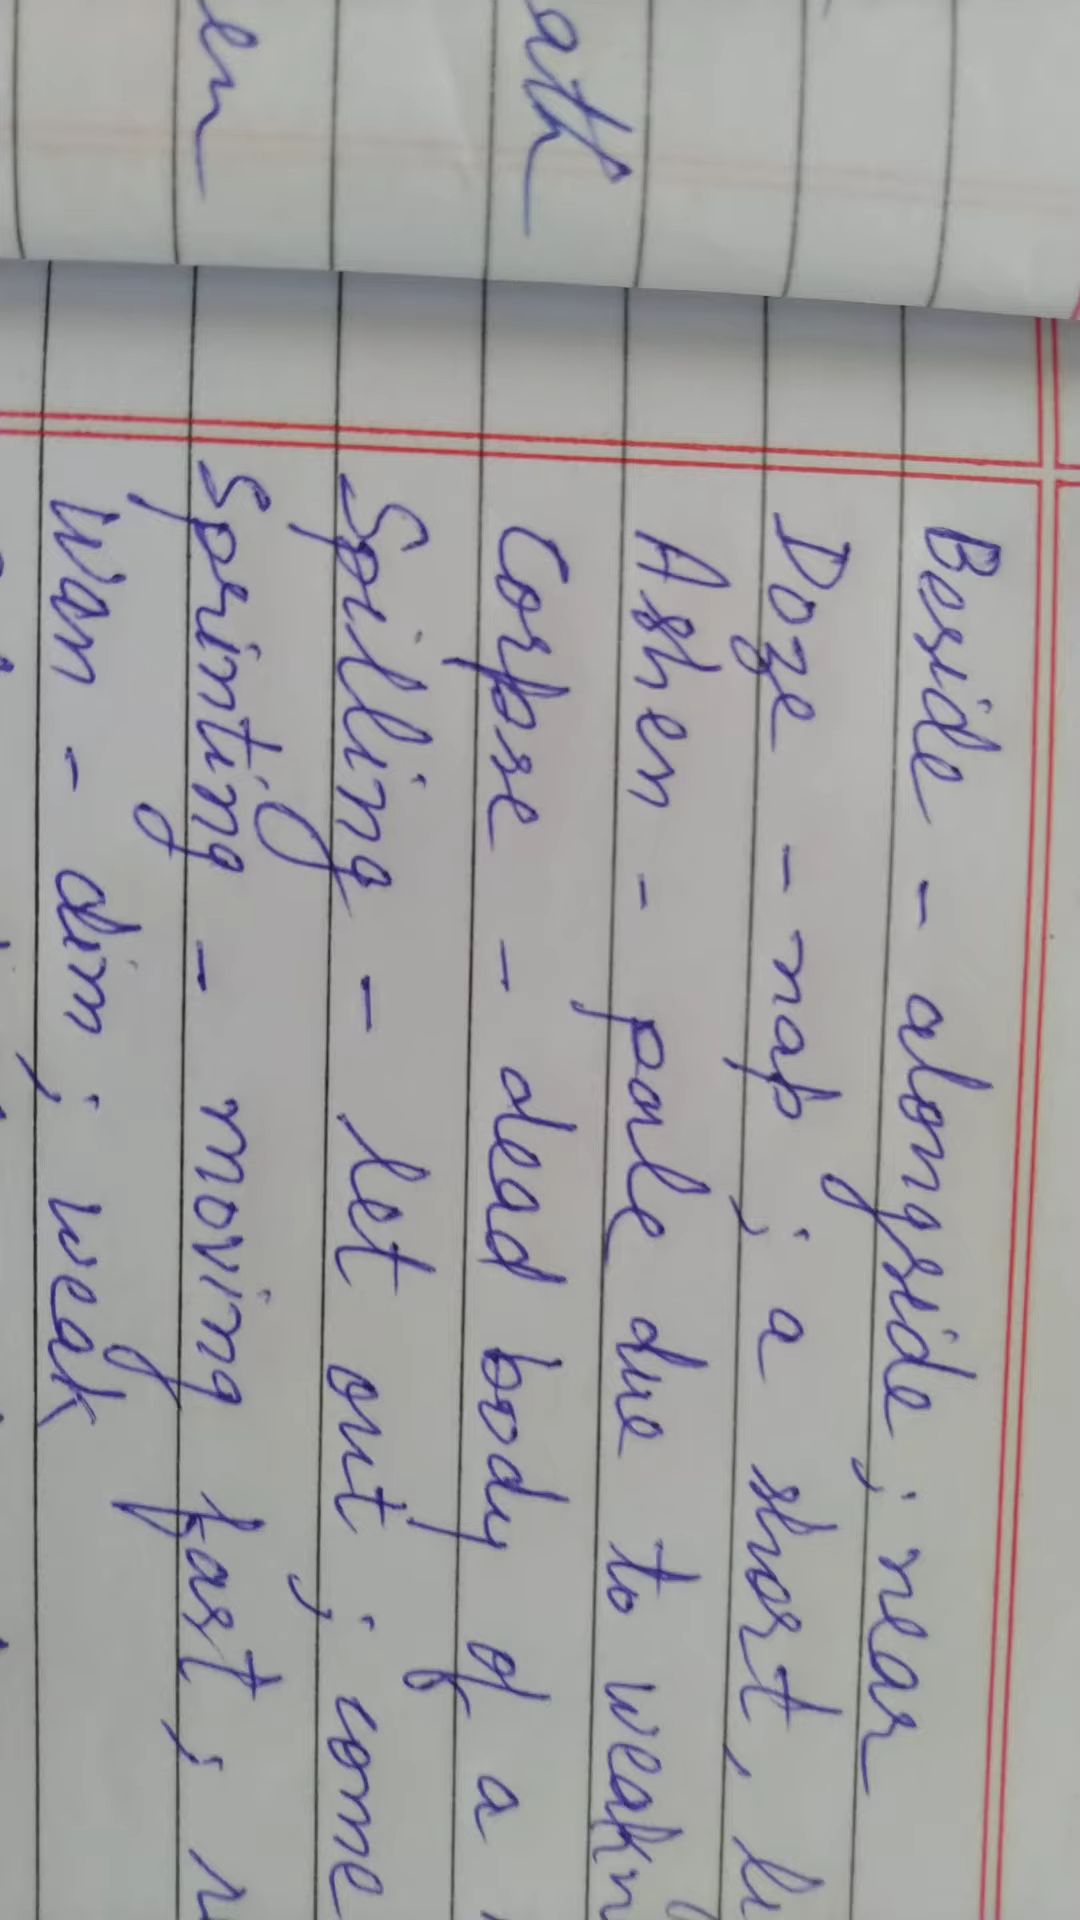 Beside - alongside ; near
Doze - nap ; a short,
Ashen - pale due to
Corpse - dead body of a
Spilling - let out ; come
Sprinting - moving fast ;
Wan - dim ; weak